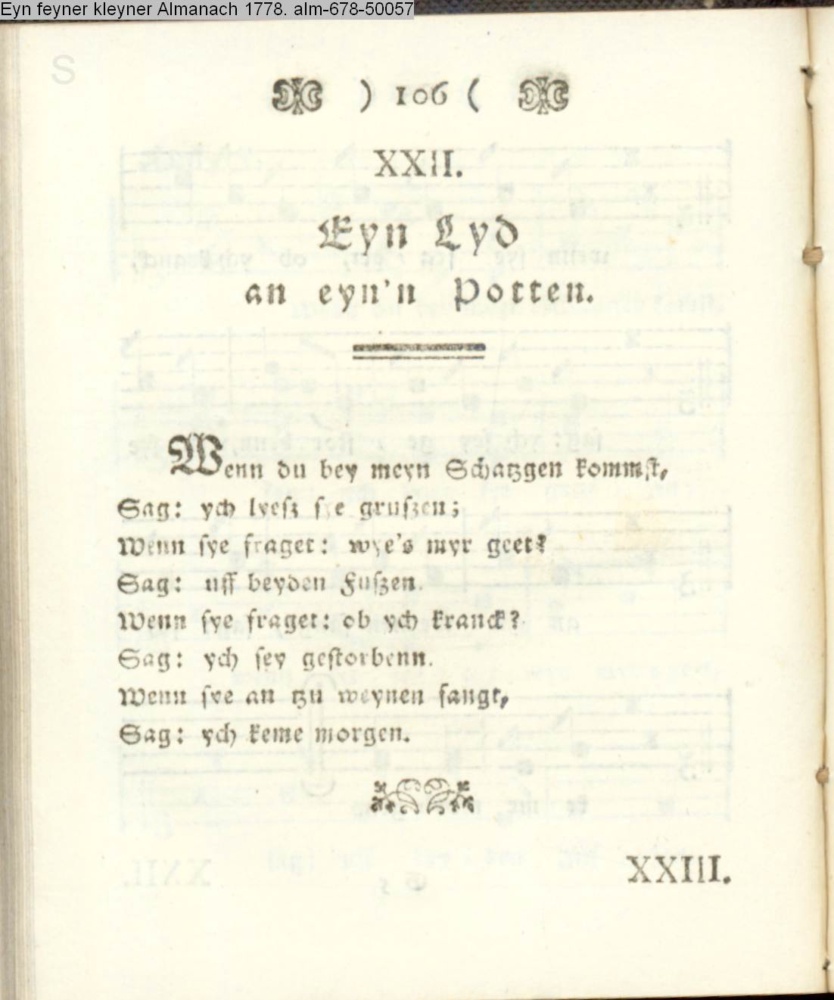 Eyn feyner kleyner Almanach 1778. alm-678-50057
S
) 106 (
XXII.
Eyn Lyd
an eyn'n Potten.
Wenn du bey meyn Schatzgen kommst,
Sag: ych lyesz sye gruszen;
Wenn sye fraget: wye's myr geet?
Sag: uff beyden Fuszen.
Wenn sye fraget: ob ych kranck?
Sag: ych sey gestorbenn.
Wenn sye an tzu weynen fangt,
Sag: ych keme morgen.
XXIII.